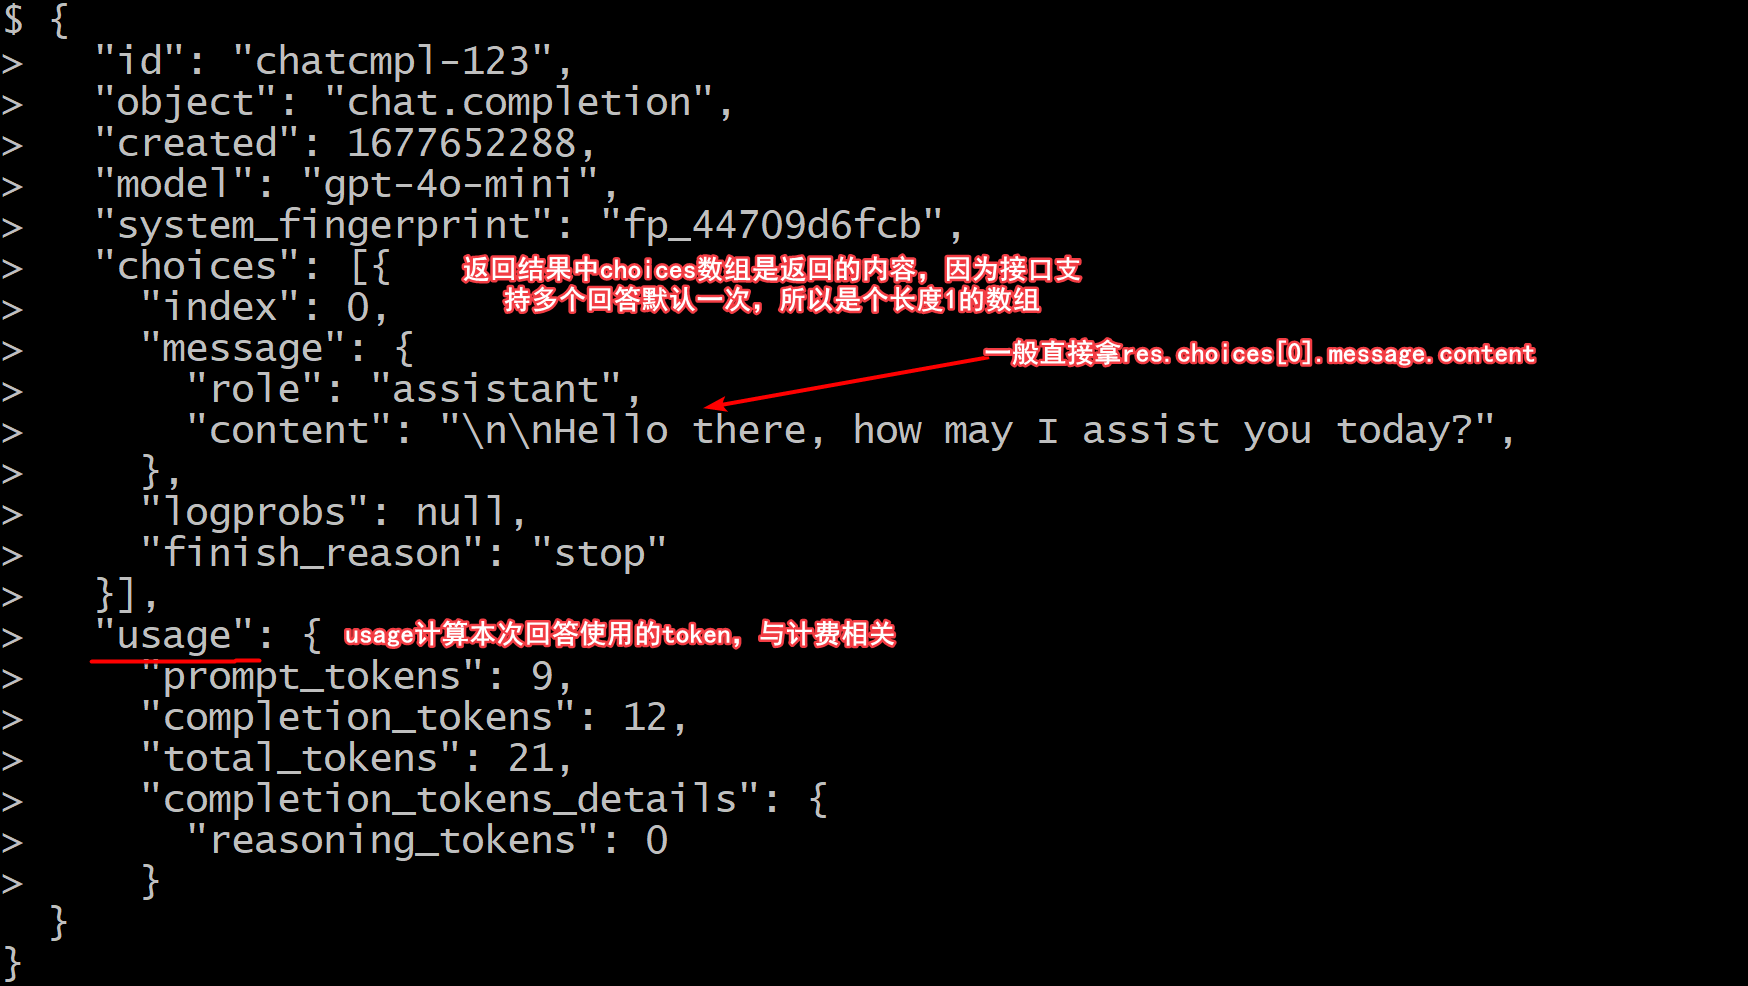 $ {
>   "id": "chatcmpl-123",
>   "object": "chat.completion",
>   "created": 1677652288,
>   "model": "gpt-4o-mini",
>   "system_fingerprint": "fp_44709d6fcb",
>   "choices": [{
返回结果中choices数组是返回的内容，因为接口支
持多个回答默认一次，所以是个长度1的数组
>     "index": 0,
>     "message": {
一般直接拿res.choices[0].message.content
>       "role": "assistant",
>       "content": "\n\nHello there, how may I assist you today?",
>     },
>     "logprobs": null,
>     "finish_reason": "stop"
>   }],
>   "usage": { usage计算本次回答使用的token，与计费相关
>     "prompt_tokens": 9,
>     "completion_tokens": 12,
>     "total_tokens": 21,
>     "completion_tokens_details": {
>       "reasoning_tokens": 0
>     }
  }
}